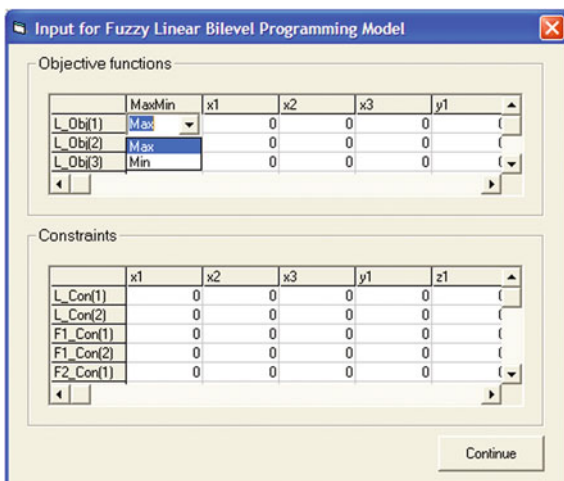 Input for Fuzzy Linear Bilevel Programming Model
Objective functions
MaxMin x1 x2 x3 y1
L_Obj(1) Max 0 0 0
L_Obj(2) Max 0 0 0
L_Obj(3) Min 0 0 0
Constraints
x1 x2 x3 y1 z1
L_Con(1) 0 0 0 0
L_Con(2) 0 0 0 0
F1_Con(1) 0 0 0 0
F1_Con(2) 0 0 0 0
F2_Con(1) 0 0 0 0
Continue